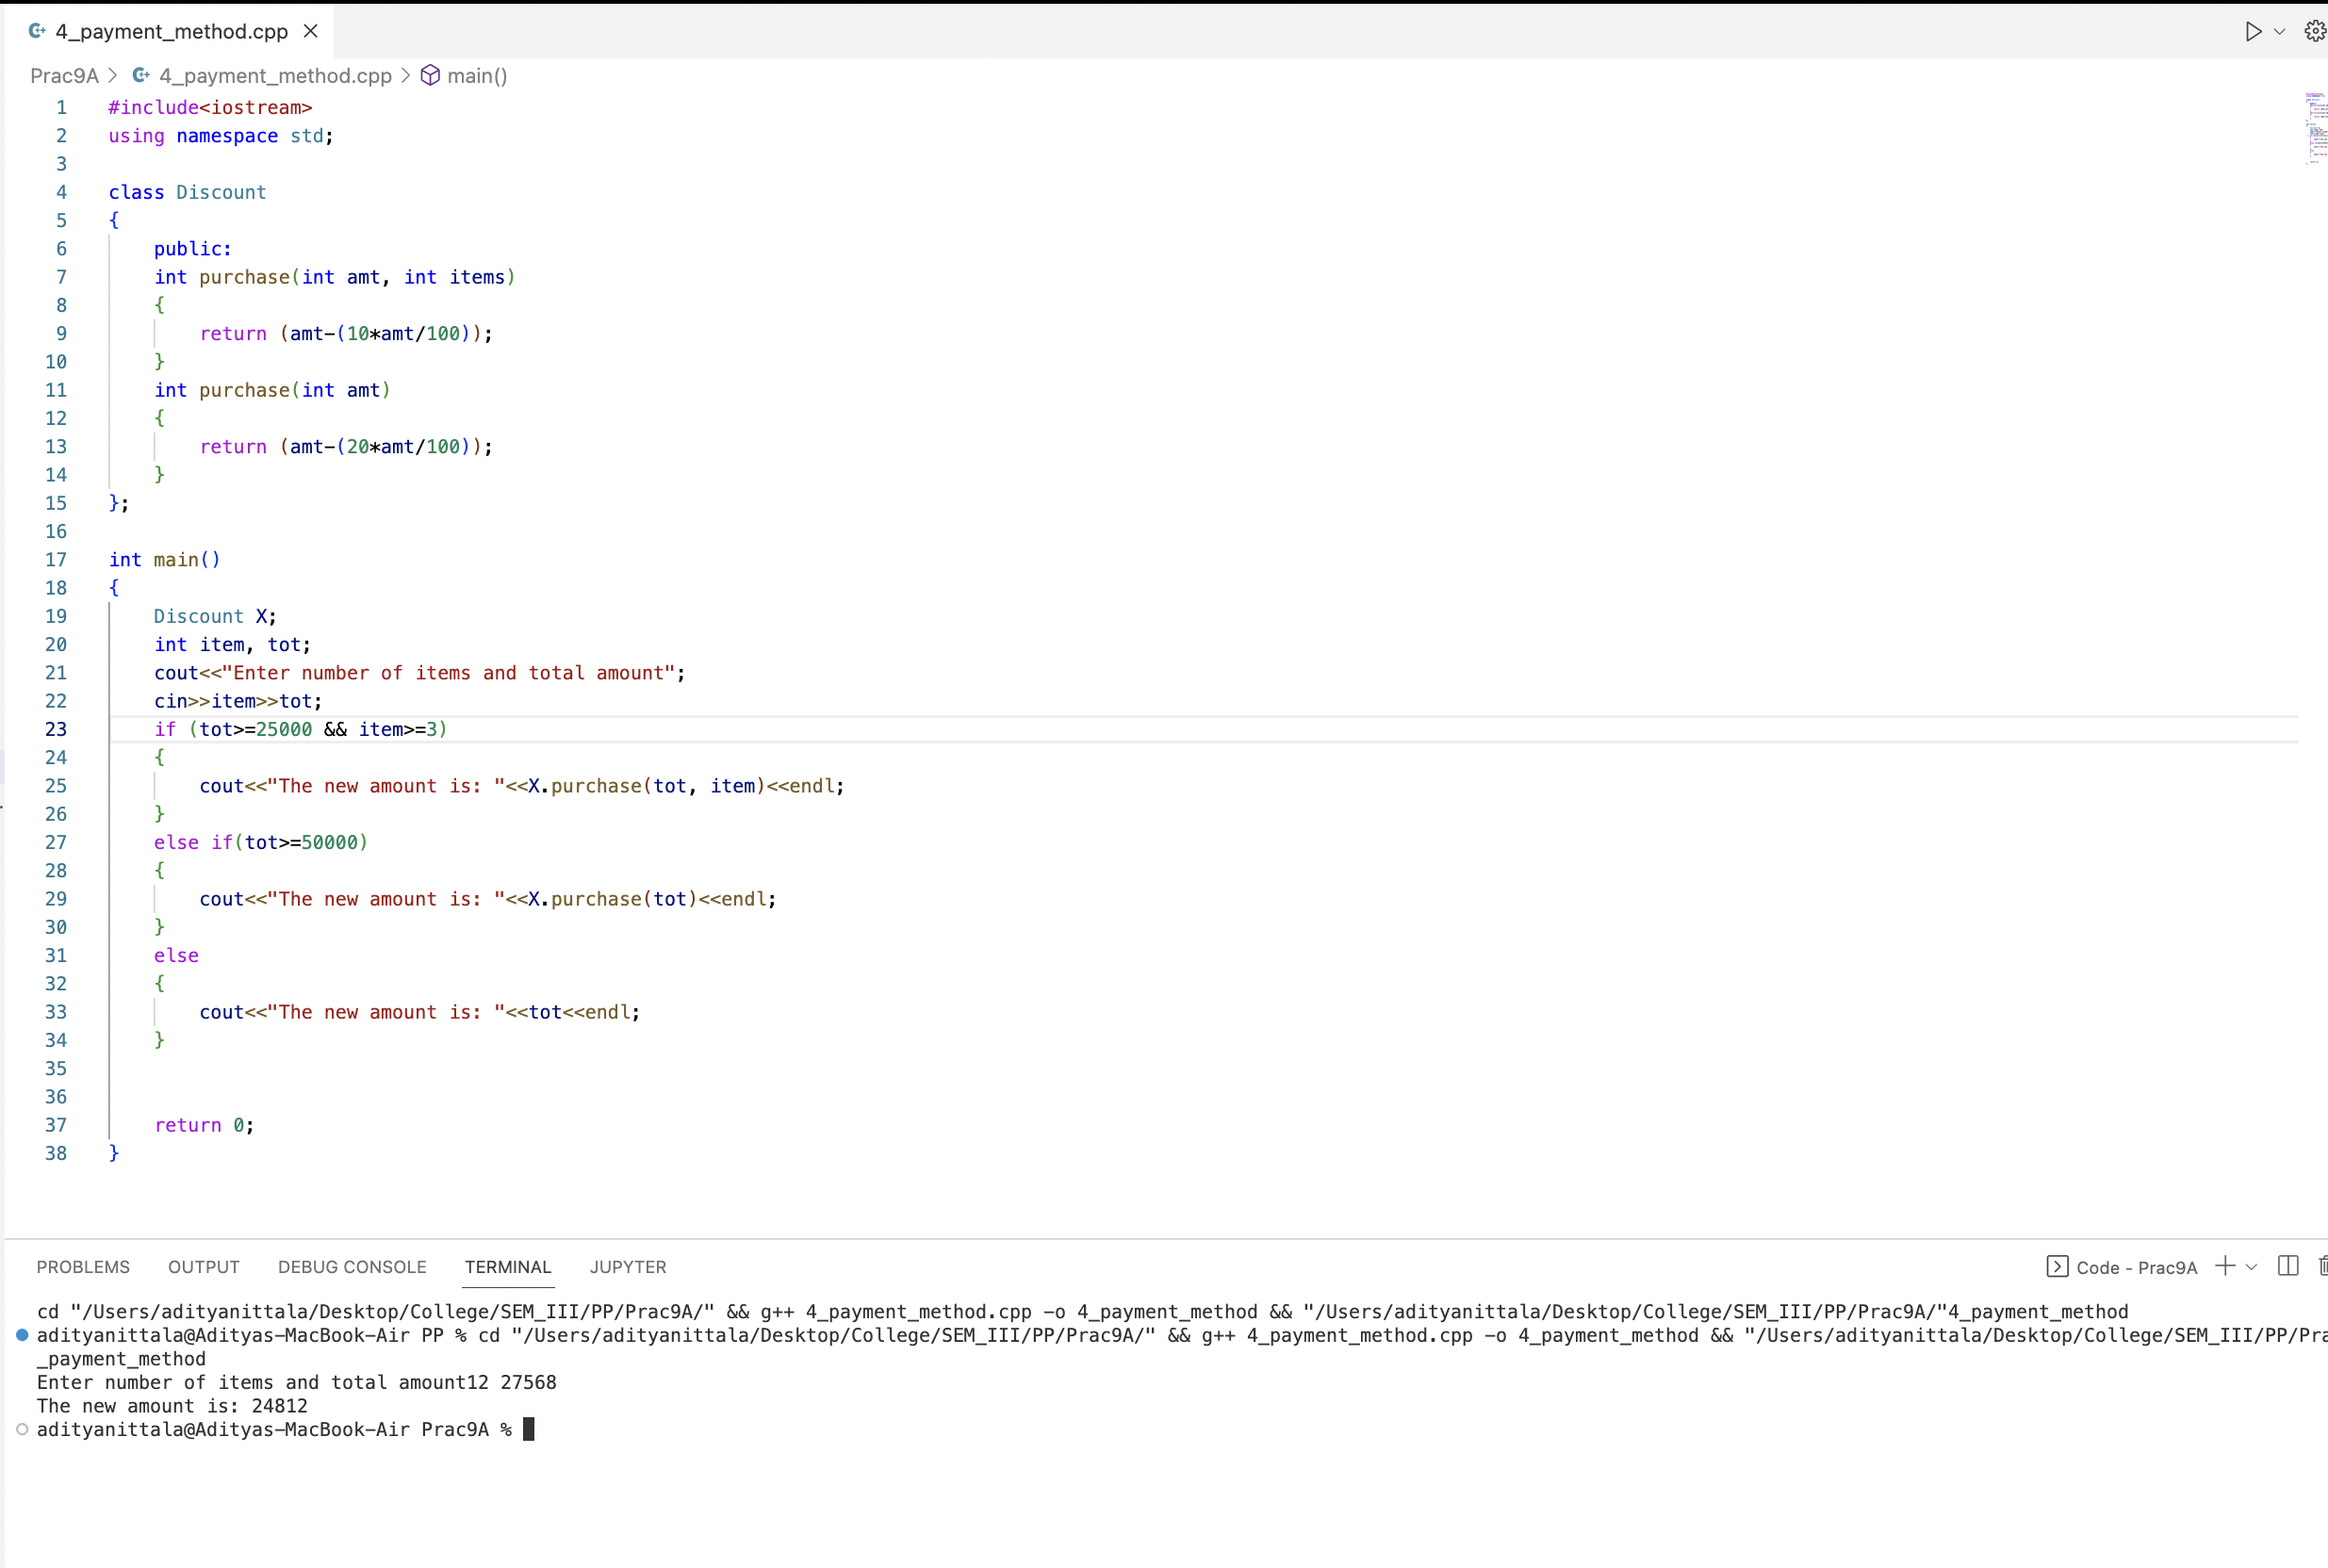 4_payment_method.cpp
Prac9A > 4_payment_method.cpp > main()
1 #include<iostream>
2 using namespace std;
3
4 class Discount
5 {
6     public:
7     int purchase(int amt, int items)
8     {
9         return (amt-(10*amt/100));
10     }
11     int purchase(int amt)
12     {
13         return (amt-(20*amt/100));
14     }
15 };
16
17 int main()
18 {
19     Discount X;
20     int item, tot;
21     cout<<"Enter number of items and total amount";
22     cin>>item>>tot;
23     if (tot>=25000 && item>=3)
24     {
25         cout<<"The new amount is: "<<X.purchase(tot, item)<<endl;
26     }
27     else if(tot>=50000)
28     {
29         cout<<"The new amount is: "<<X.purchase(tot)<<endl;
30     }
31     else
32     {
33         cout<<"The new amount is: "<<tot<<endl;
34     }
35
36
37     return 0;
38 }
PROBLEMS OUTPUT DEBUG CONSOLE TERMINAL JUPYTER Code - Prac9A
cd "/Users/adityanittala/Desktop/College/SEM_III/PP/Prac9A/" && g++ 4_payment_method.cpp -o 4_payment_method && "/Users/adityanittala/Desktop/College/SEM_III/PP/Prac9A/"4_payment_method
adityanittala@Adityas-MacBook-Air PP % cd "/Users/adityanittala/Desktop/College/SEM_III/PP/Prac9A/" && g++ 4_payment_method.cpp -o 4_payment_method && "/Users/adityanittala/Desktop/College/SEM_III/PP/Pra
_payment_method
Enter number of items and total amount12 27568
The new amount is: 24812
adityanittala@Adityas-MacBook-Air Prac9A %